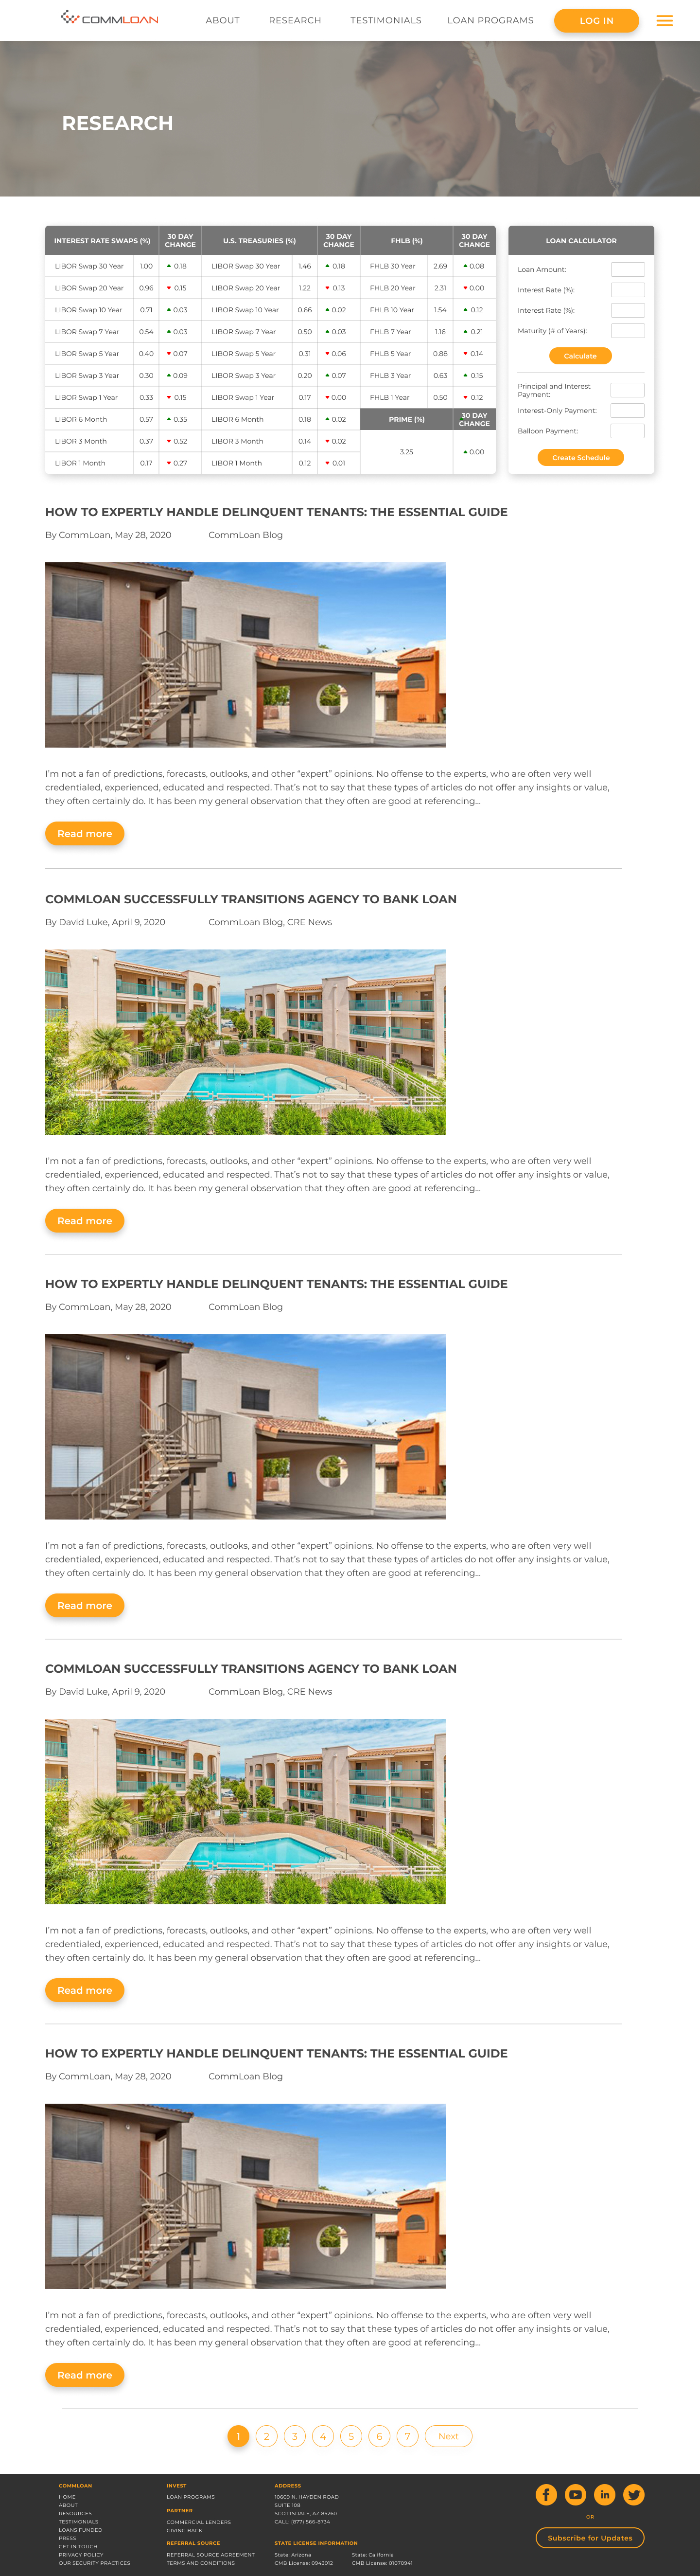 COMMLOAN
ABOUT RESEARCH TESTIMONIALS LOAN PROGRAMS LOG IN
RESEARCH
INTEREST RATE SWAPS (%) 30 DAY CHANGE U.S. TREASURIES (%) 30 DAY CHANGE FHLB (%) 30 DAY CHANGE
LIBOR Swap 30 Year 1.00 0.18 LIBOR Swap 30 Year 1.46 0.18 FHLB 30 Year 2.69 0.08
LIBOR Swap 20 Year 0.96 0.15 LIBOR Swap 20 Year 1.22 0.13 FHLB 20 Year 2.31 0.00
LIBOR Swap 10 Year 0.71 0.03 LIBOR Swap 10 Year 0.66 0.02 FHLB 10 Year 1.54 0.12
LIBOR Swap 7 Year 0.54 0.03 LIBOR Swap 7 Year 0.50 0.03 FHLB 7 Year 1.16 0.21
LIBOR Swap 5 Year 0.40 0.07 LIBOR Swap 5 Year 0.31 0.06 FHLB 5 Year 0.88 0.14
LIBOR Swap 3 Year 0.30 0.09 LIBOR Swap 3 Year 0.20 0.07 FHLB 3 Year 0.63 0.15
LIBOR Swap 1 Year 0.33 0.15 LIBOR Swap 1 Year 0.17 0.00 FHLB 1 Year 0.50 0.12
LIBOR 6 Month 0.57 0.35 LIBOR 6 Month 0.18 0.02 PRIME (%) 30 DAY CHANGE
LIBOR 3 Month 0.37 0.52 LIBOR 3 Month 0.14 0.02
3.25 0.00
LIBOR 1 Month 0.17 0.27 LIBOR 1 Month 0.12 0.01
LOAN CALCULATOR
Loan Amount:
Interest Rate (%):
Interest Rate (%):
Maturity (# of Years):
Calculate
Principal and Interest
Payment:
Interest-Only Payment:
Balloon Payment:
Create Schedule
HOW TO EXPERTLY HANDLE DELINQUENT TENANTS: THE ESSENTIAL GUIDE
By CommLoan, May 28, 2020 CommLoan Blog
I'm not a fan of predictions, forecasts, outlooks, and other “expert” opinions. No offense to the experts, who are often very well
credentialed, experienced, educated and respected. That's not to say that these types of articles do not offer any insights or value,
they often certainly do. It has been my general observation that they often are good at referencing...
Read more
COMMLOAN SUCCESSFULLY TRANSITIONS AGENCY TO BANK LOAN
By David Luke, April 9, 2020 CommLoan Blog, CRE News
I'm not a fan of predictions, forecasts, outlooks, and other “expert” opinions. No offense to the experts, who are often very well
credentialed, experienced, educated and respected. That's not to say that these types of articles do not offer any insights or value,
they often certainly do. It has been my general observation that they often are good at referencing...
Read more
HOW TO EXPERTLY HANDLE DELINQUENT TENANTS: THE ESSENTIAL GUIDE
By CommLoan, May 28, 2020 CommLoan Blog
I'm not a fan of predictions, forecasts, outlooks, and other “expert” opinions. No offense to the experts, who are often very well
credentialed, experienced, educated and respected. That's not to say that these types of articles do not offer any insights or value,
they often certainly do. It has been my general observation that they often are good at referencing...
Read more
COMMLOAN SUCCESSFULLY TRANSITIONS AGENCY TO BANK LOAN
By David Luke, April 9, 2020 CommLoan Blog, CRE News
I'm not a fan of predictions, forecasts, outlooks, and other “expert” opinions. No offense to the experts, who are often very well
credentialed, experienced, educated and respected. That's not to say that these types of articles do not offer any insights or value,
they often certainly do. It has been my general observation that they often are good at referencing...
Read more
HOW TO EXPERTLY HANDLE DELINQUENT TENANTS: THE ESSENTIAL GUIDE
By CommLoan, May 28, 2020 CommLoan Blog
I'm not a fan of predictions, forecasts, outlooks, and other “expert” opinions. No offense to the experts, who are often very well
credentialed, experienced, educated and respected. That's not to say that these types of articles do not offer any insights or value,
they often certainly do. It has been my general observation that they often are good at referencing...
Read more
1 2 3 4 5 6 7 Next
COMMLOAN
HOME
ABOUT
RESOURCES
TESTIMONIALS
LOANS FUNDED
PRESS
GET IN TOUCH
PRIVACY POLICY
OUR SECURITY PRACTICES
INVEST
LOAN PROGRAMS
PARTNER
COMMERCIAL LENDERS
GIVING BACK
REFERRAL SOURCE
REFERRAL SOURCE AGREEMENT
TERMS AND CONDITIONS
ADDRESS
10609 N. HAYDEN ROAD
SUITE 108
SCOTTSDALE, AZ 85260
CALL: (877) 566-8734
STATE LICENSE INFORMATION
State: Arizona State: California
CMB License: 0943012 CMB License: 01070941
OR
Subscribe for Updates